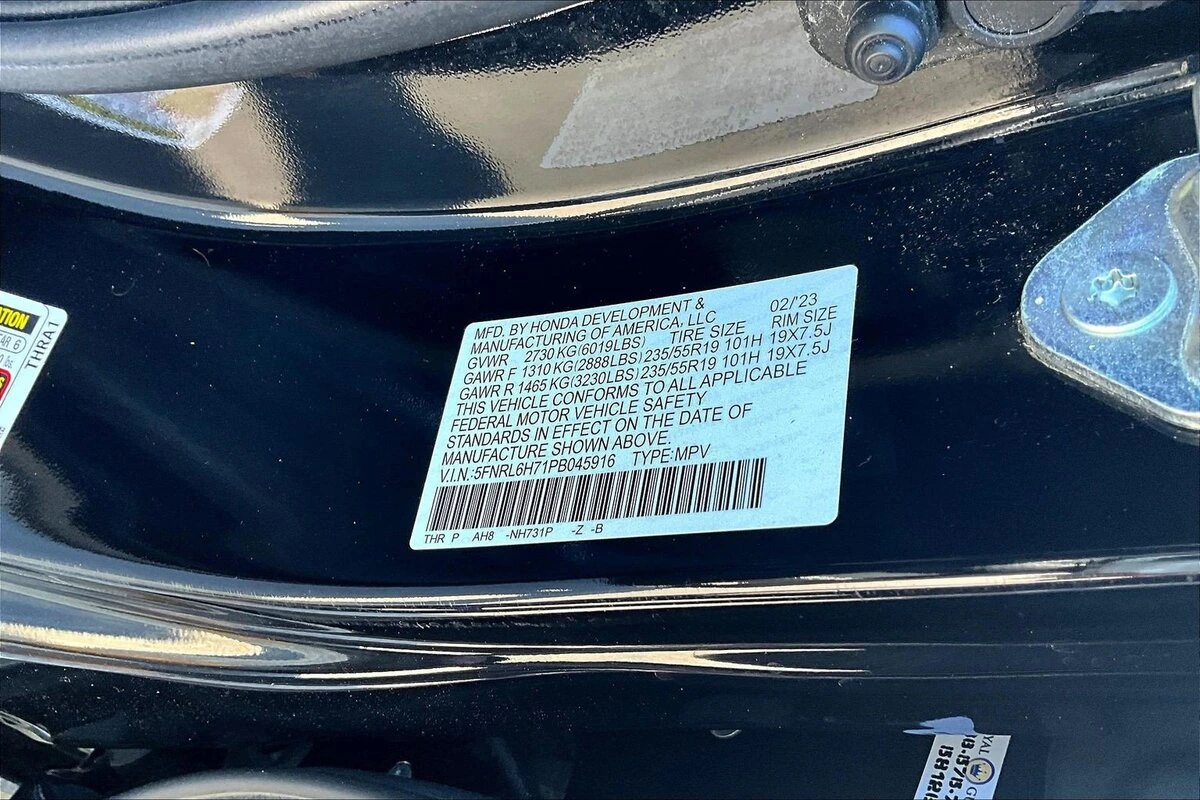 MFD. BY HONDA DEVELOPMENT & 02/'23
MANUFACTURING OF AMERICA, LLC
GVWR 2730 KG(6019LBS) TIRE SIZE RIM SIZE
GAWR F 1310 KG(2888LBS) 235/55R19 101H 19X7.5J
GAWR R 1465 KG(3230LBS) 235/55R19 101H 19X7.5J
THIS VEHICLE CONFORMS TO ALL APPLICABLE
FEDERAL MOTOR VEHICLE SAFETY
STANDARDS IN EFFECT ON THE DATE OF
MANUFACTURE SHOWN ABOVE.
V.I.N.:5FNRL6H71PB045916 TYPE:MPV
THR P AH8 -NH731P -Z -B
THRA1